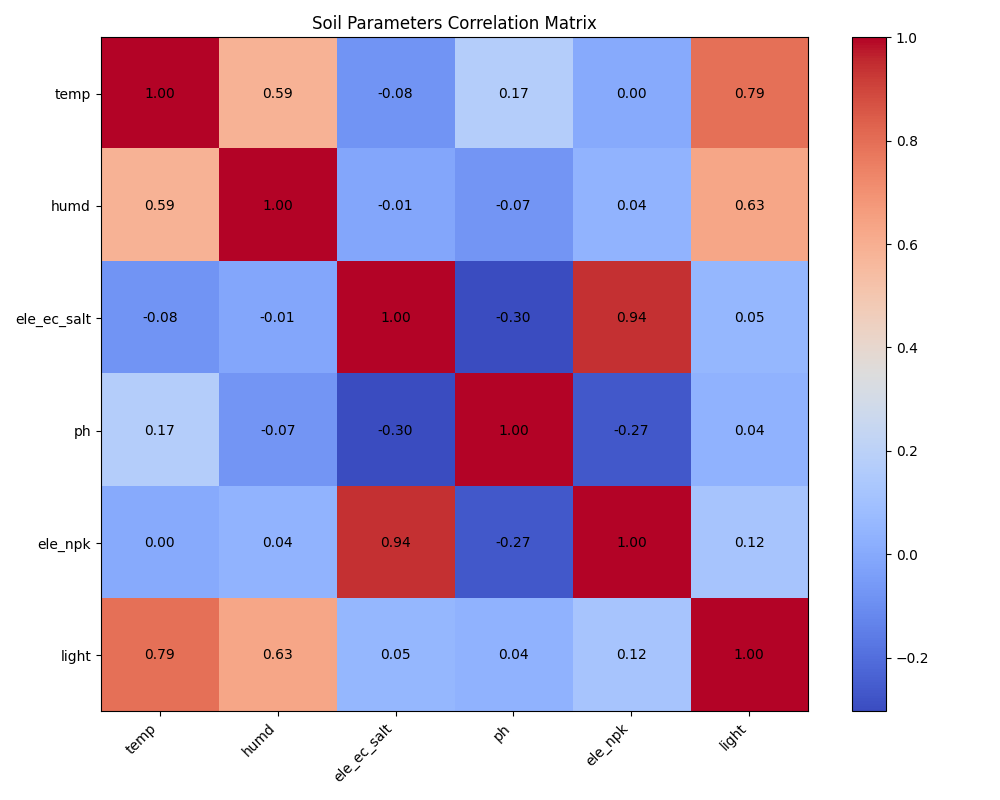 Soil Parameters Correlation Matrix
temp 1.00 0.59 -0.08 0.17 0.00 0.79
humd 0.59 1.00 -0.01 -0.07 0.04 0.63
ele_ec_salt -0.08 -0.01 1.00 -0.30 0.94 0.05
ph 0.17 -0.07 -0.30 1.00 -0.27 0.04
ele_npk 0.00 0.04 0.94 -0.27 1.00 0.12
light 0.79 0.63 0.05 0.04 0.12 1.00
temp humd ele_ec_salt ph ele_npk light
1.0
0.8
0.6
0.4
0.2
0.0
−0.2